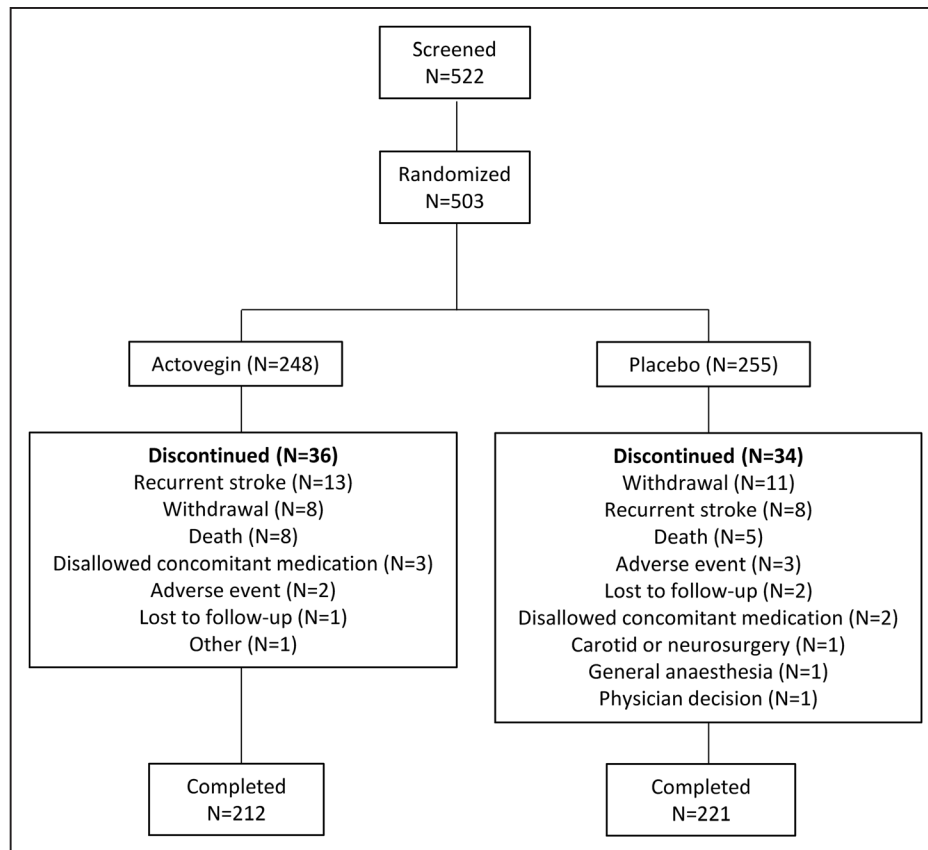 Screened
N=522
Randomized
N=503
Actovegin (N=248)
Placebo (N=255)
Discontinued (N=36)
Recurrent stroke (N=13)
Withdrawal (N=8)
Death (N=8)
Disallowed concomitant medication (N=3)
Adverse event (N=2)
Lost to follow-up (N=1)
Other (N=1)
Discontinued (N=34)
Withdrawal (N=11)
Recurrent stroke (N=8)
Death (N=5)
Adverse event (N=3)
Lost to follow-up (N=2)
Disallowed concomitant medication (N=2)
Carotid or neurosurgery (N=1)
General anaesthesia (N=1)
Physician decision (N=1)
Completed
N=212
Completed
N=221